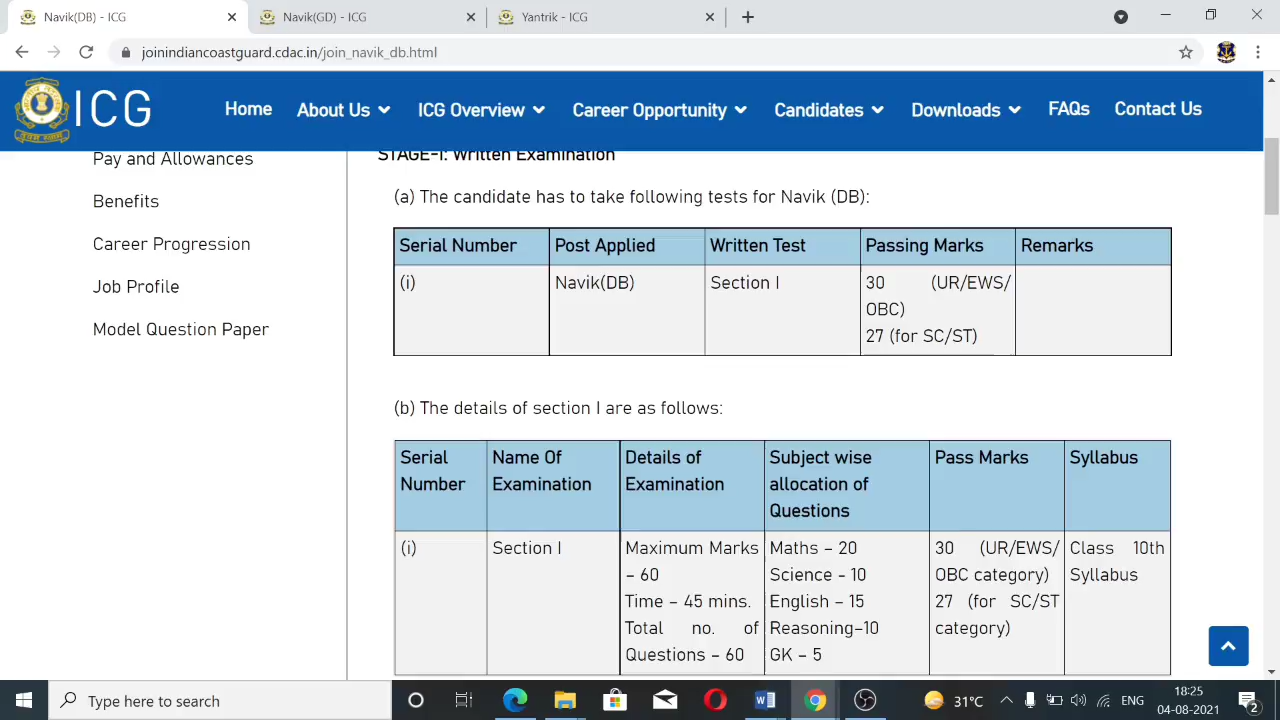 Navik(DB) - ICG
Navik(GD) - ICG
Yantrik - ICG
joinindiancoastguard.cdac.in/join_navik_db.html
ICG
Home
About Us
ICG Overview
Career Opportunity
Candidates
Downloads
FAQs
Contact Us
Pay and Allowances
Benefits
Career Progression
Job Profile
Model Question Paper
STAGE-I: Written Examination
(a) The candidate has to take following tests for Navik (DB):
Serial Number
Post Applied
Written Test
Passing Marks
Remarks
(i)
Navik(DB)
Section I
30 (UR/EWS/
OBC)
27 (for SC/ST)
(b) The details of section I are as follows:
Serial
Number
Name Of
Examination
Details of
Examination
Subject wise
allocation of
Questions
Pass Marks
Syllabus
(i)
Section I
Maximum Marks
– 60
Time – 45 mins.
Total no. of
Questions – 60
Maths – 20
Science - 10
English – 15
Reasoning–10
GK – 5
30 (UR/EWS/
OBC category)
27 (for SC/ST
category)
Class 10th
Syllabus
Type here to search
31°C
ENG
18:25
04-08-2021
2